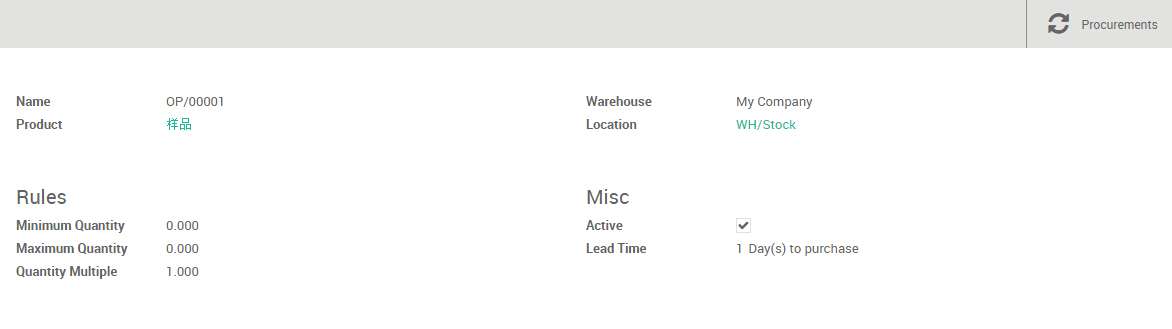 Procurements
Name OP/00001 Warehouse My Company
Product 样品 Location WH/Stock
Rules Misc
Minimum Quantity 0.000 Active
Maximum Quantity 0.000 Lead Time 1 Day(s) to purchase
Quantity Multiple 1.000